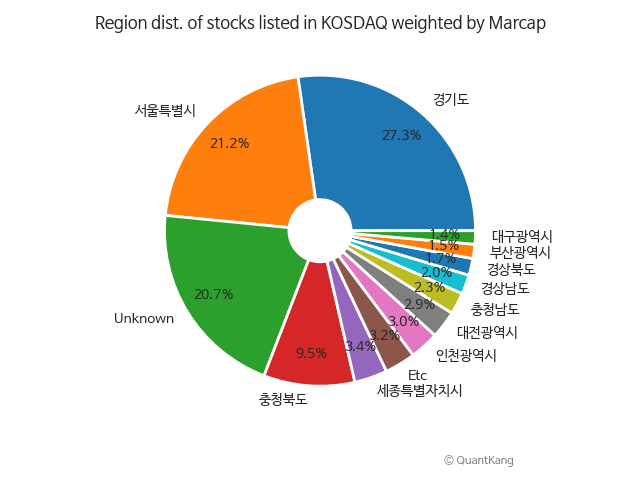 Region dist. of stocks listed in KOSDAQ weighted by Marcap
경기도
27.3%
서울특별시
21.2%
Unknown
20.7%
충청북도
9.5%
세종특별자치시
3.4%
Etc
3.2%
인천광역시
3.0%
대전광역시
2.9%
충청남도
2.3%
경상남도
2.0%
경상북도
1.7%
부산광역시
1.5%
대구광역시
1.4%
© QuantKang